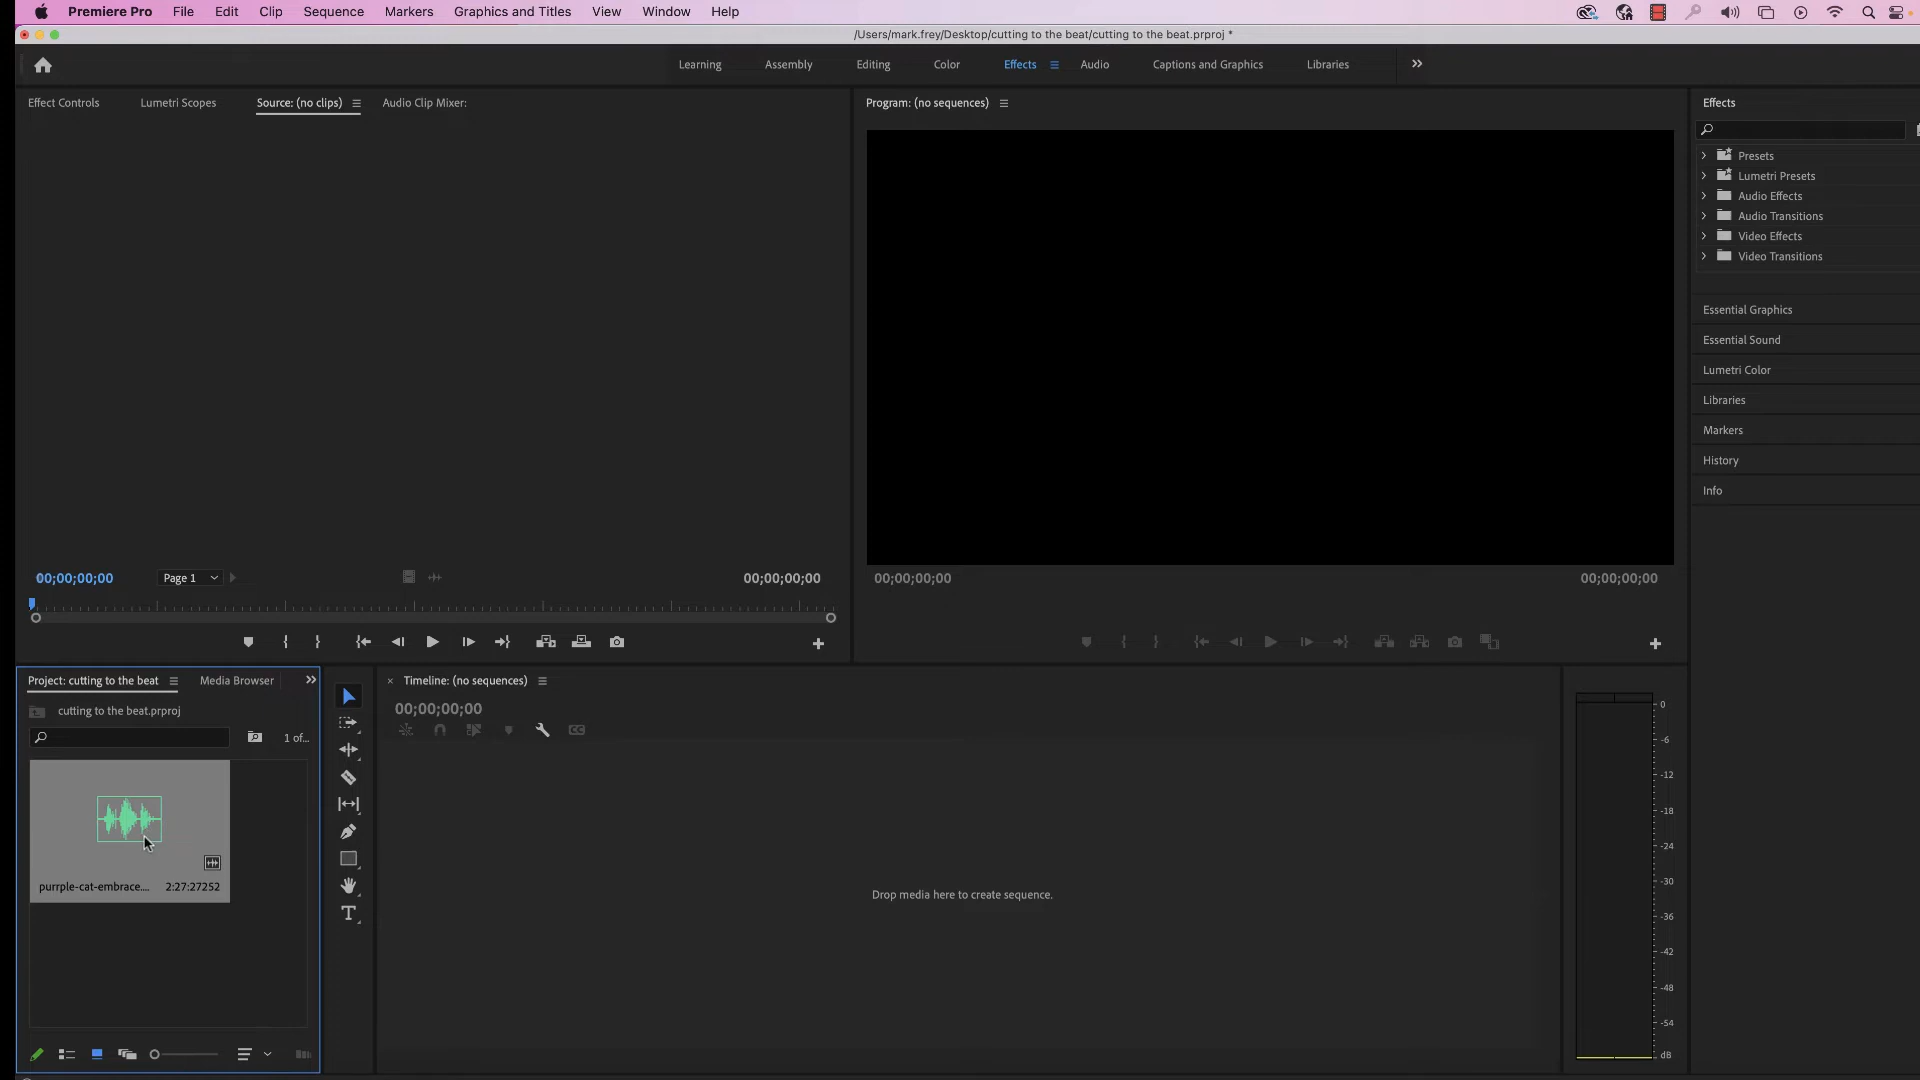 Premiere Pro File Edit Clip Sequence Markers Graphics and Titles View Window Help
/Users/mark.frey/Desktop/cutting to the beat/cutting to the beat.prproj *
Learning Assembly Editing Color Effects Audio Captions and Graphics Libraries
Effect Controls Lumetri Scopes Source: (no clips) Audio Clip Mixer:
Program: (no sequences)
Effects
Presets
Lumetri Presets
Audio Effects
Audio Transitions
Video Effects
Video Transitions
Essential Graphics
Essential Sound
Lumetri Color
Libraries
Markers
History
Info
00;00;00;00 Page 1 00;00;00;00
00;00;00;00 00;00;00;00
Project: cutting to the beat Media Browser
cutting to the beat.prproj
1 of...
purrple-cat-embrace.... 2:27:27252
Timeline: (no sequences)
00;00;00;00
CC
T
Drop media here to create sequence.
0
-6
-12
-18
-24
-30
-36
-42
-48
-54
dB